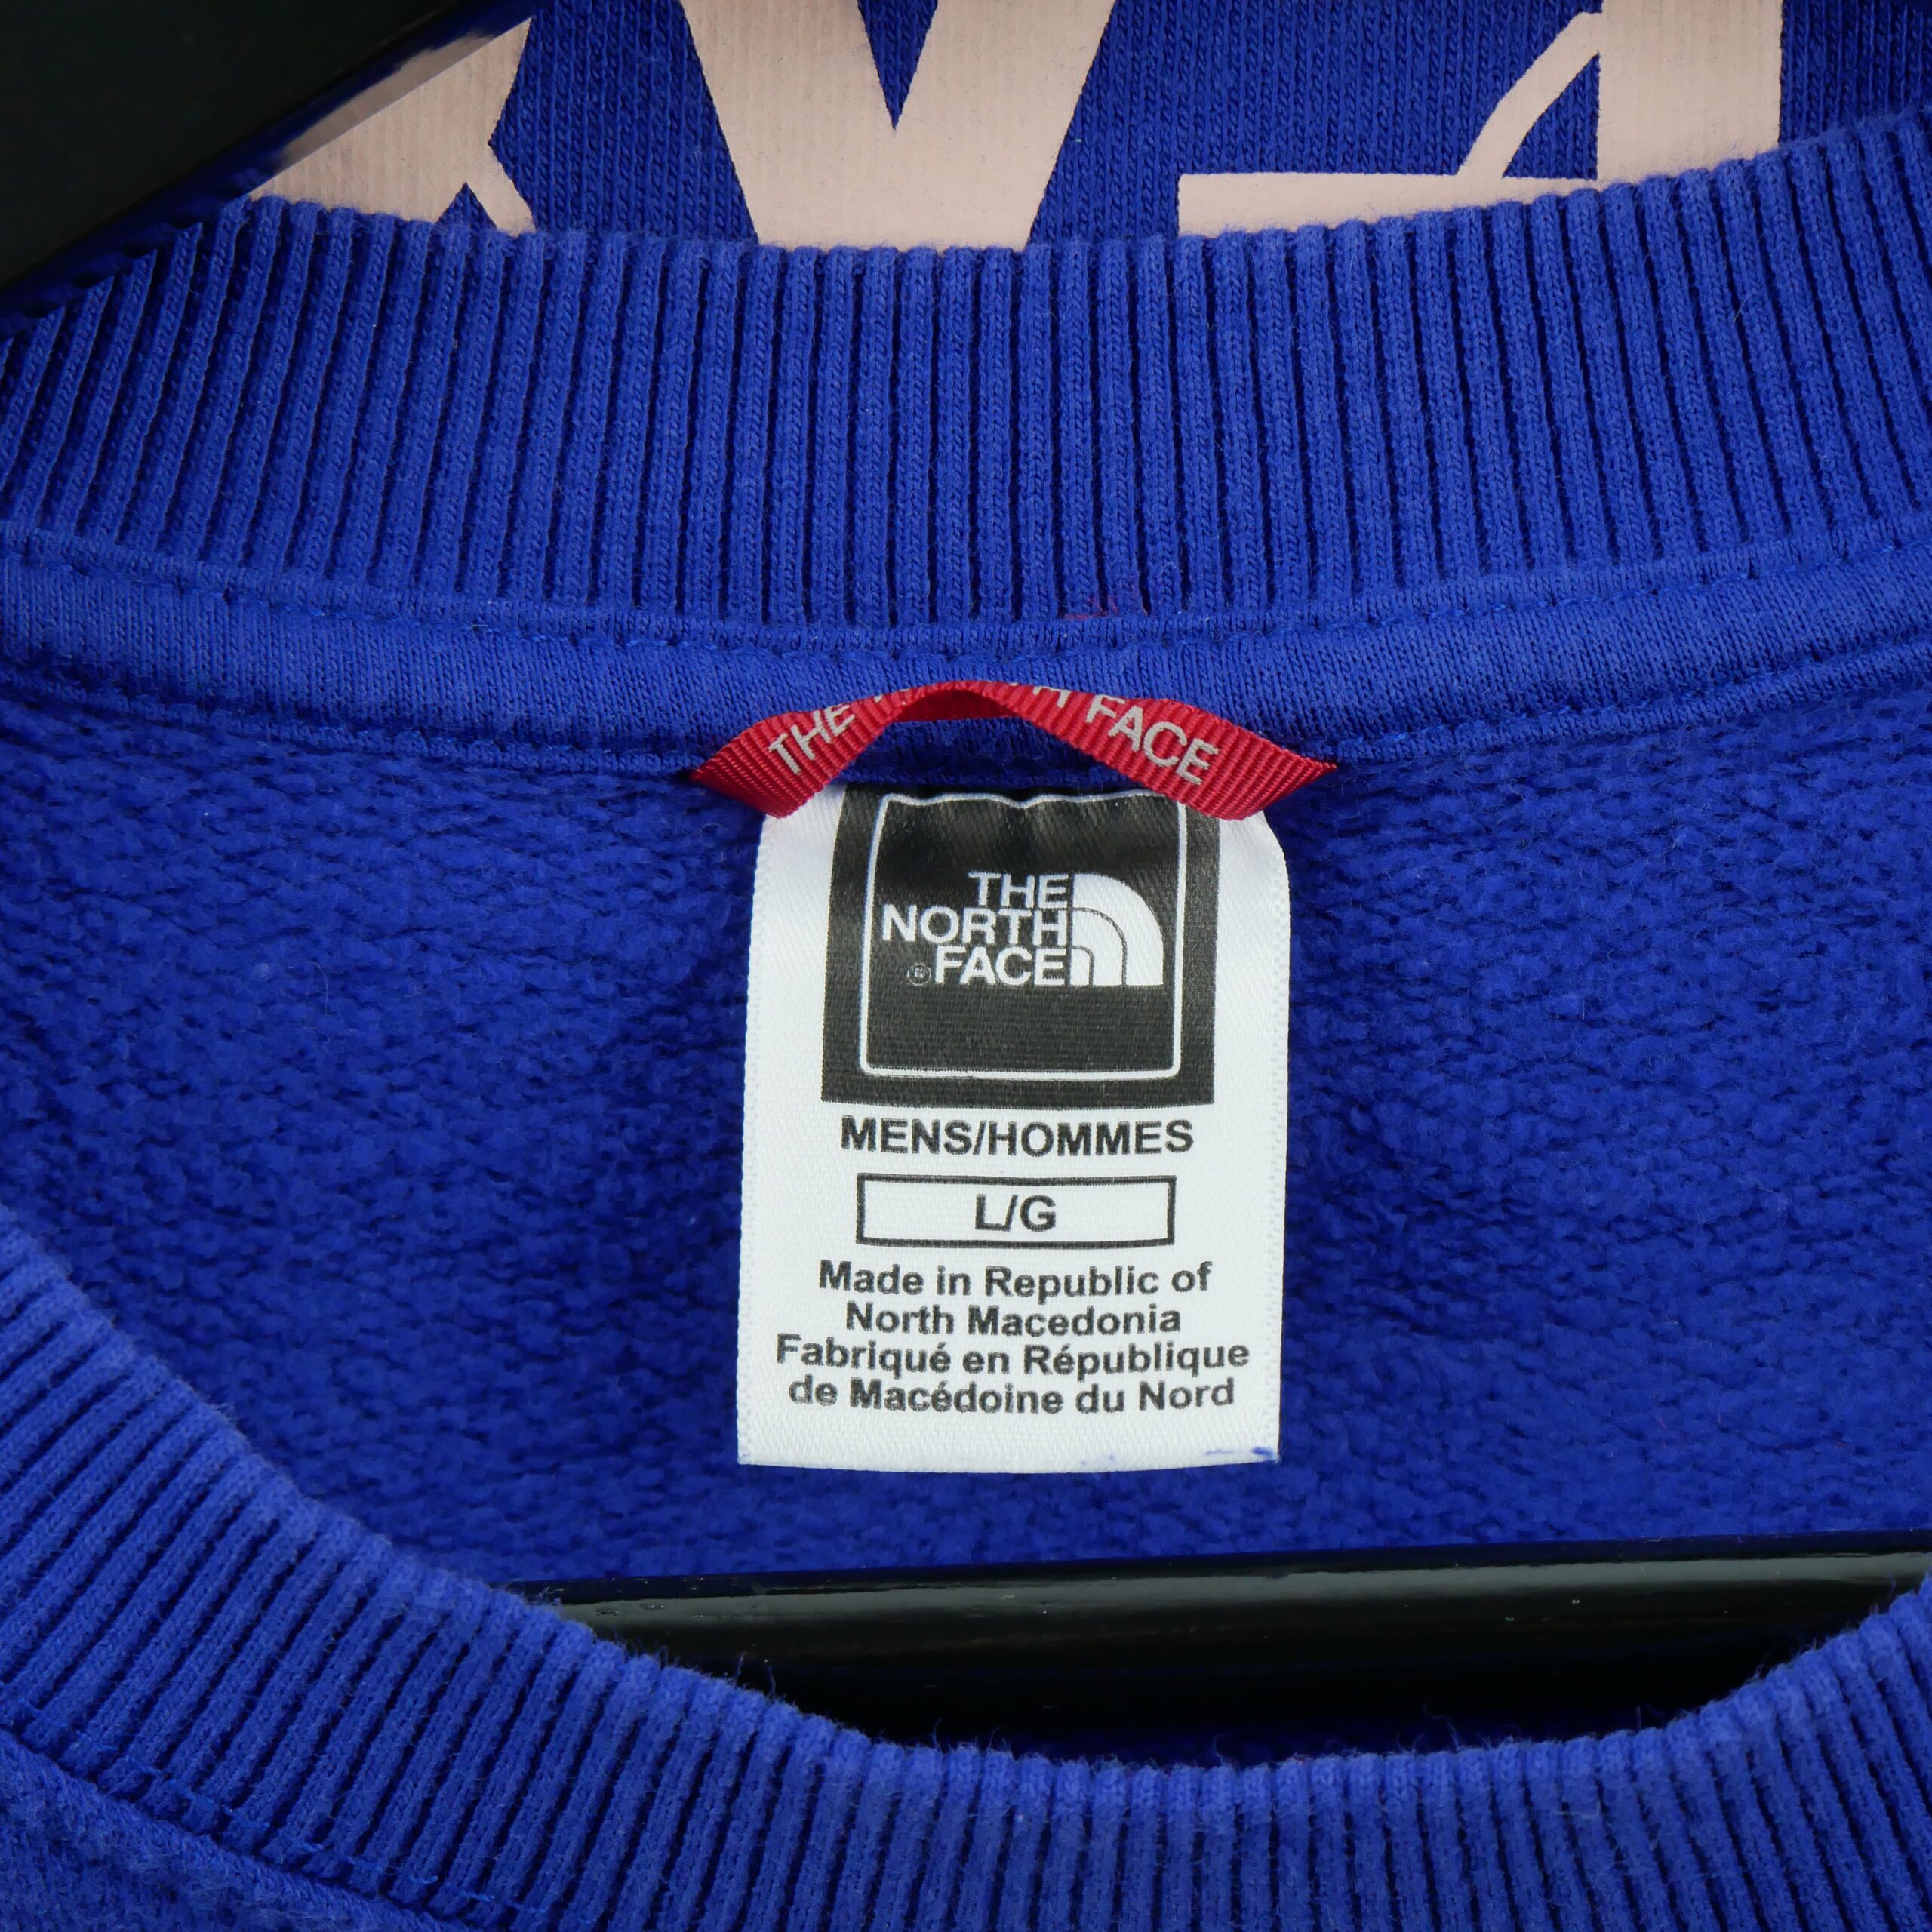 THE FACE
THE
NORTH
FACE
MENS/HOMMES
L/G
Made in Republic of
North Macedonia
Fabriqué en République
de Macédoine du Nord